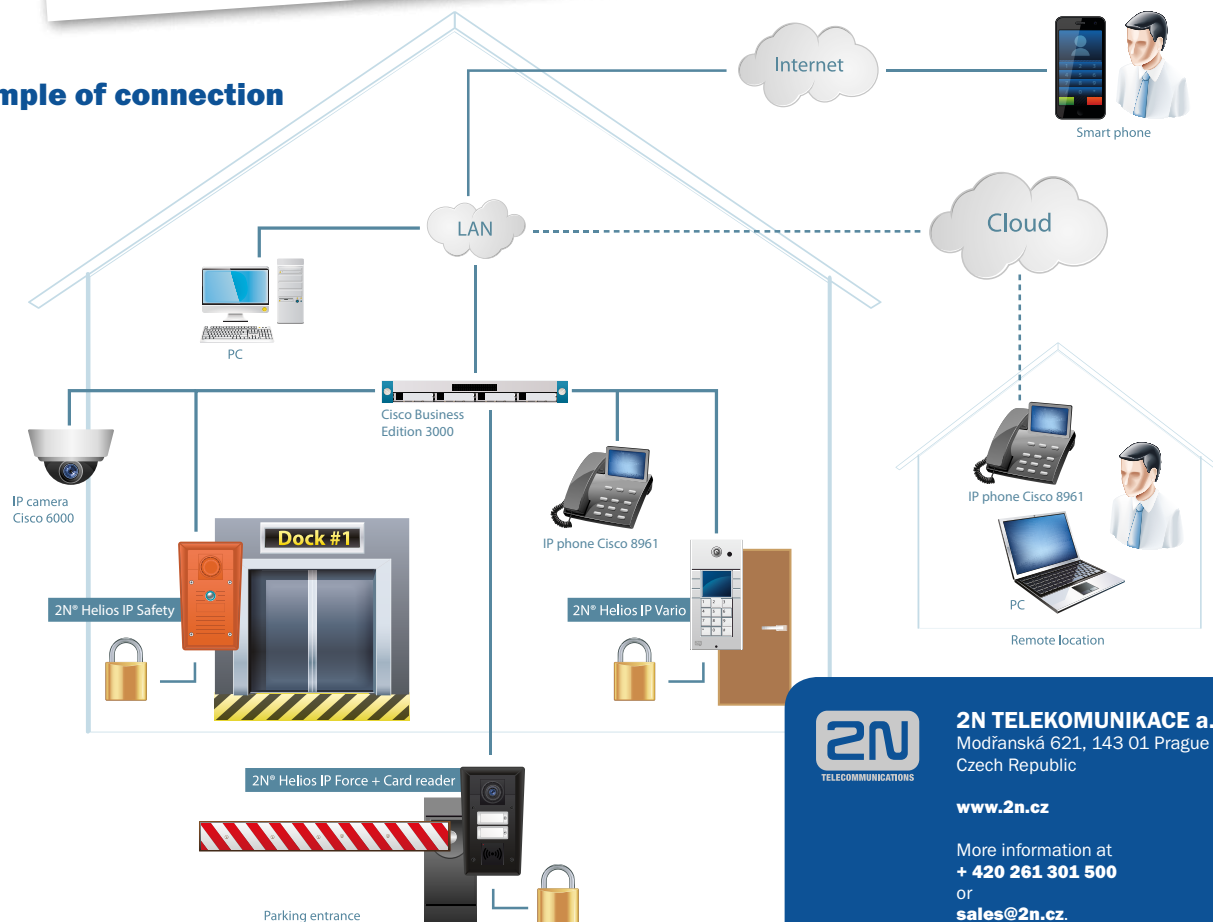 Internet
Smart phone
mple of connection
LAN
Cloud
PC
Cisco Business
Edition 3000
IP camera
Cisco 6000
Dock #1
IP phone Cisco 8961
IP phone Cisco 8961
2N® Helios IP Safety
2N® Helios IP Vario
PC
Remote location
2N
TELECOMMUNICATIONS
2N TELEKOMUNIKACE a.
Modřanská 621, 143 01 Prague
Czech Republic
www.2n.cz
More information at
+ 420 261 301 500
or
sales@2n.cz.
2N® Helios IP Force + Card reader
Parking entrance